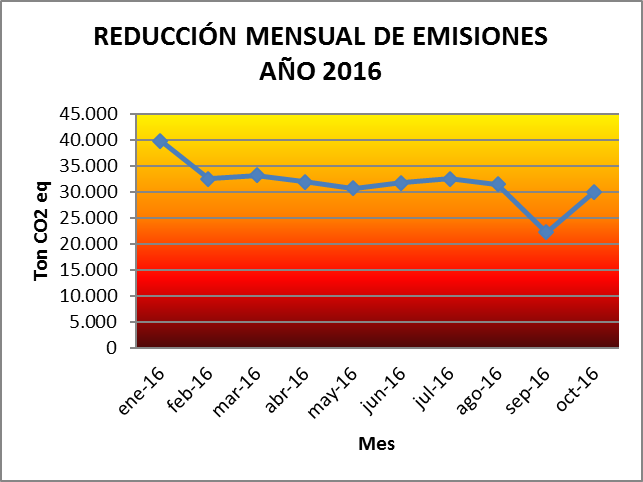 REDUCCIÓN MENSUAL DE EMISIONES
AÑO 2016
Ton CO2 eq
45.000
40.000
35.000
30.000
25.000
20.000
15.000
10.000
5.000
0
ene-16
feb-16
mar-16
abr-16
may-16
jun-16
jul-16
ago-16
sep-16
oct-16
Mes